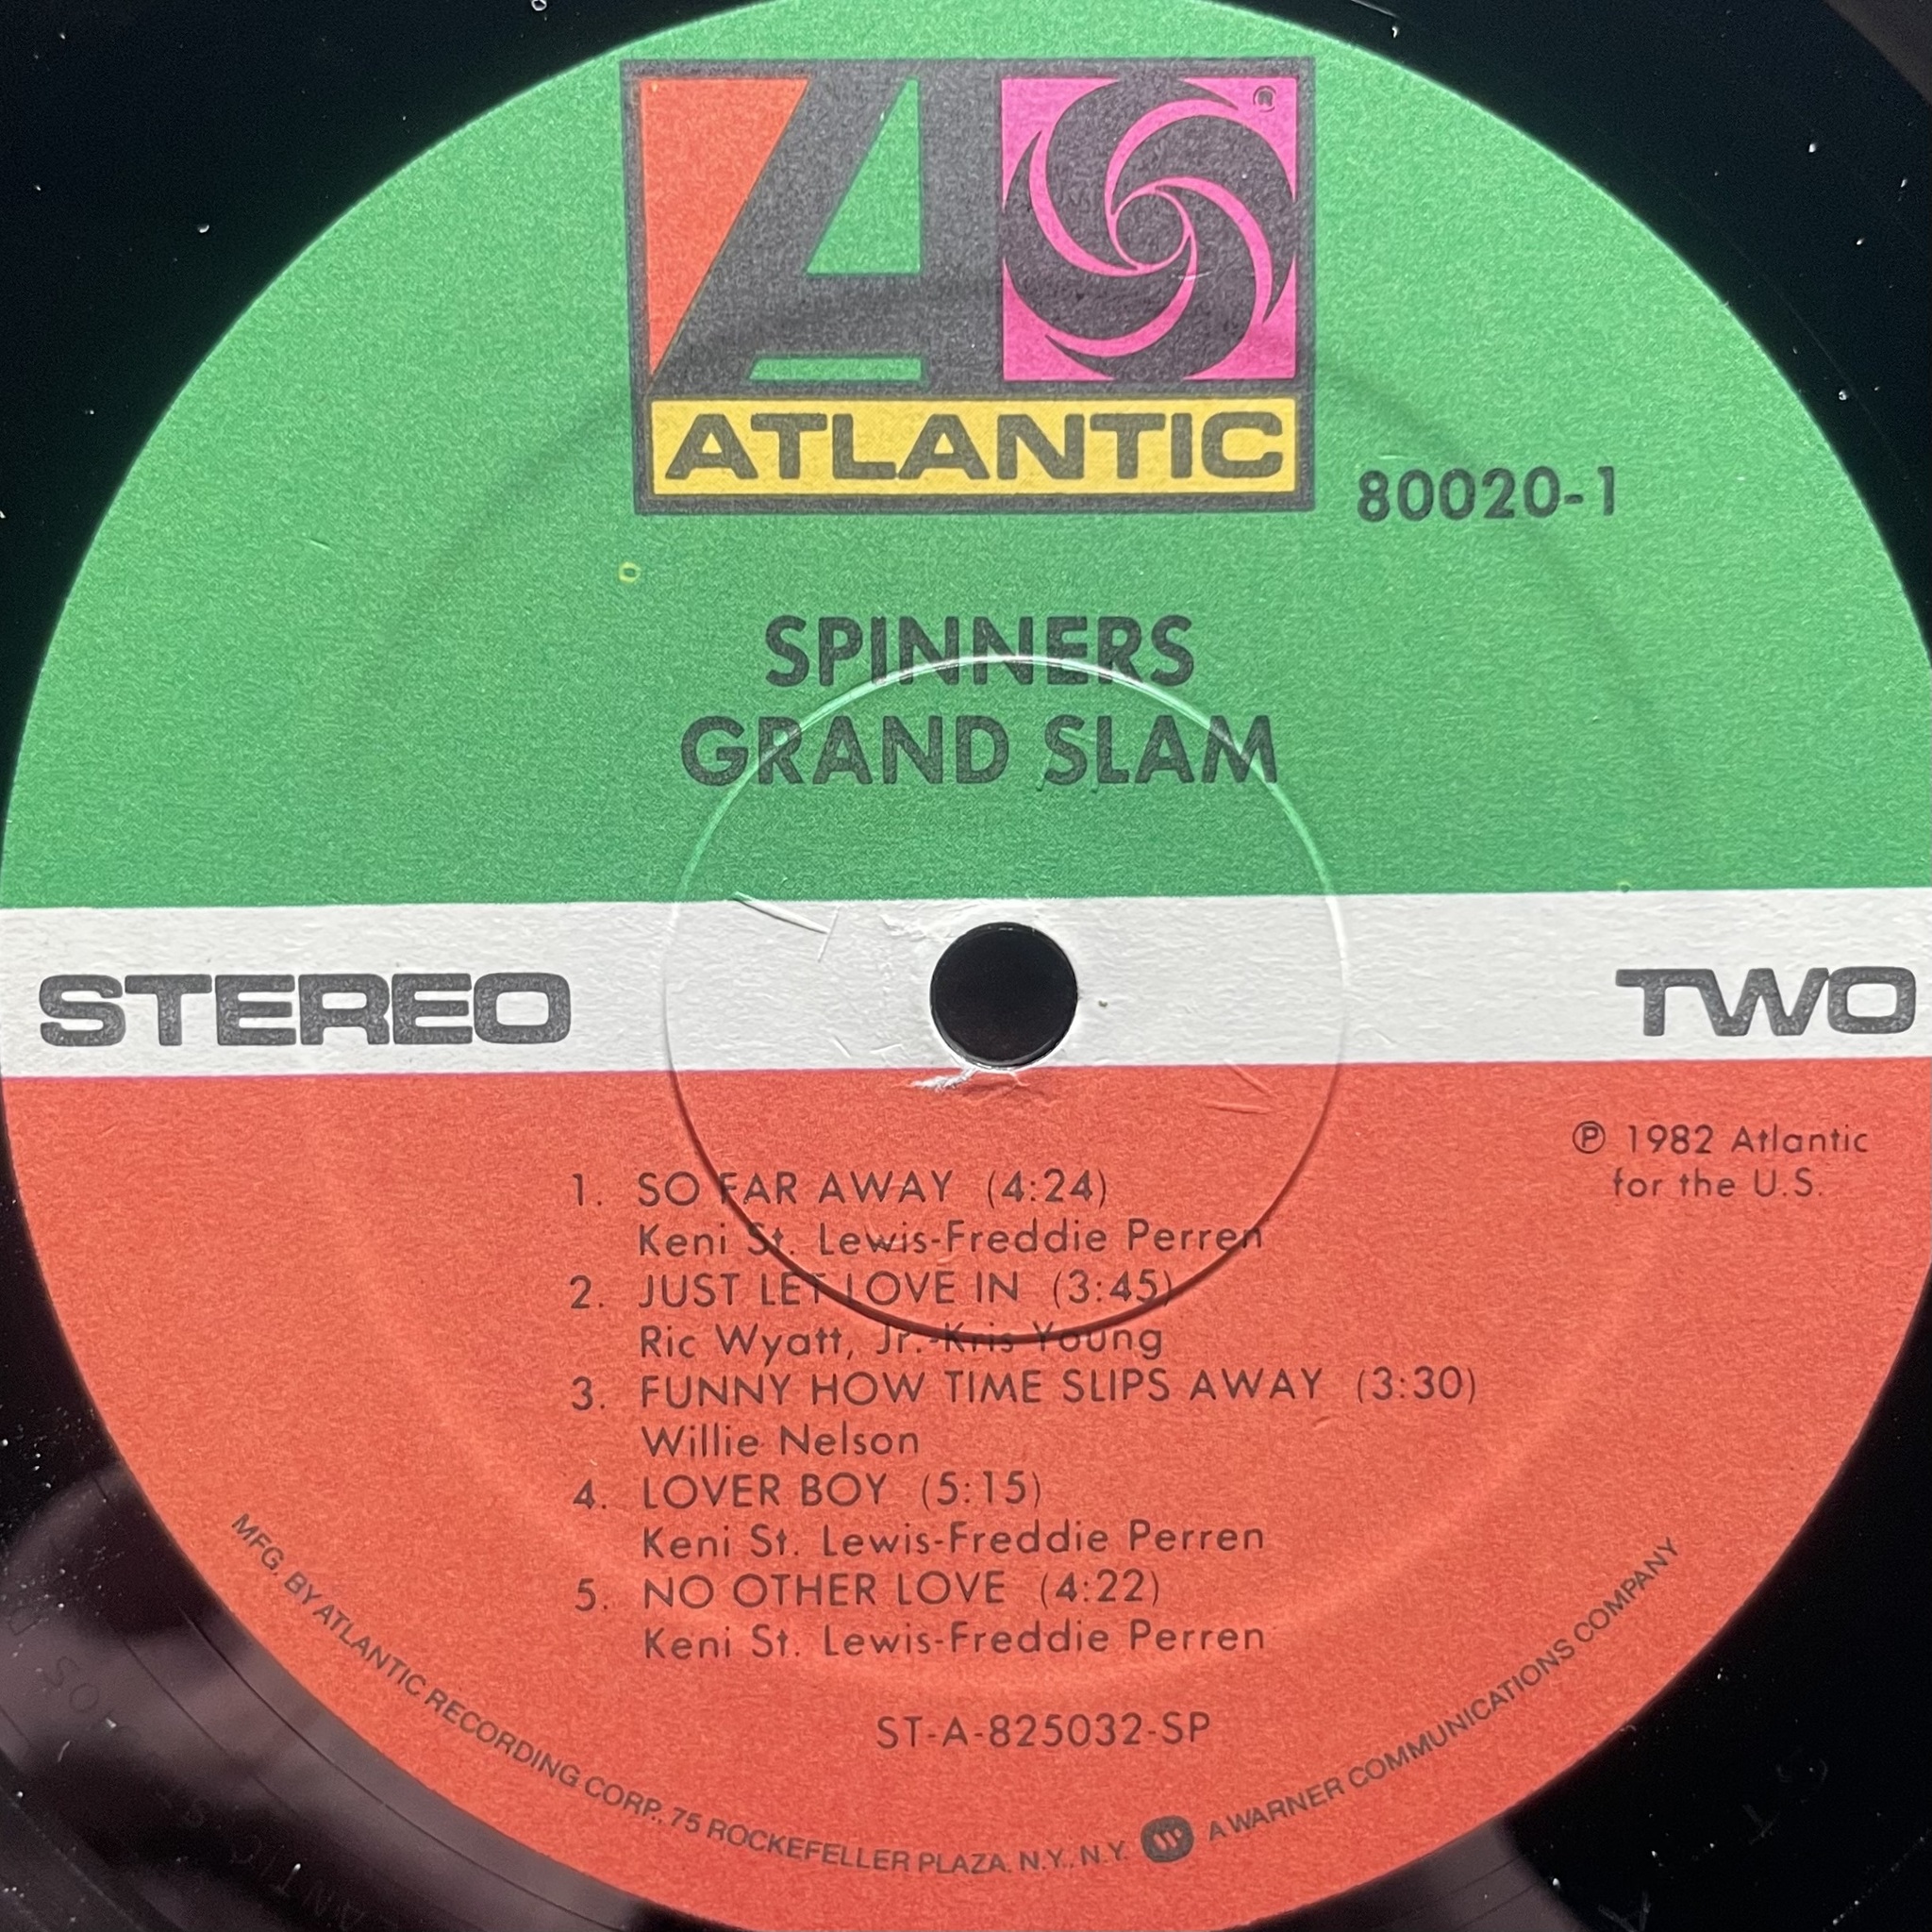 ATLANTIC
80020-1
SPINNERS
GRAND SLAM
STEREO
TWO
℗ 1982 Atlantic
for the U.S.
1. SO FAR AWAY (4:24)
Keni St. Lewis-Freddie Perren
2. JUST LET LOVE IN (3:45)
Ric Wyatt, Jr.-Kris Young
3. FUNNY HOW TIME SLIPS AWAY (3:30)
Willie Nelson
4. LOVER BOY (5:15)
Keni St. Lewis-Freddie Perren
5. NO OTHER LOVE (4:22)
Keni St. Lewis-Freddie Perren
ST-A-825032-SP
MFG. BY ATLANTIC RECORDING CORP., 75 ROCKEFELLER PLAZA, N.Y., N.Y. A WARNER COMMUNICATIONS COMPANY